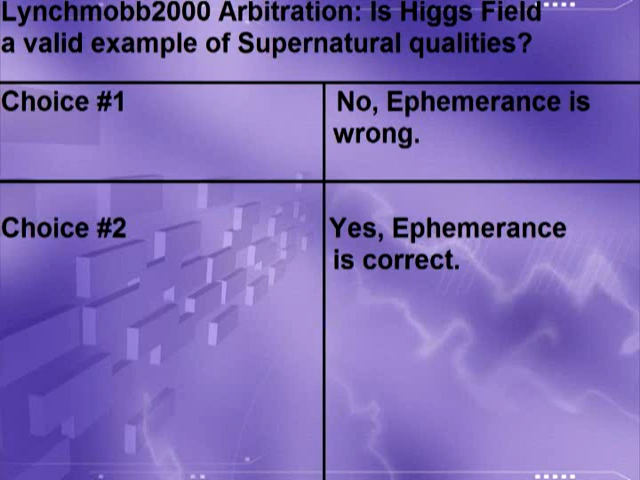 Lynchmobb2000 Arbitration: Is Higgs Field
a valid example of Supernatural qualities?
Choice #1
No, Ephemerance is
wrong.
Choice #2
Yes, Ephemerance
is correct.